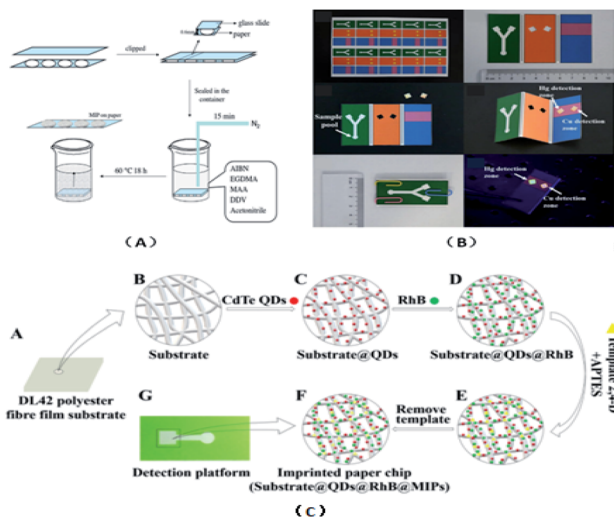 glass slide
paper
clipped
Sealed in the
container
MIP on paper
15 min
N₂
60 ℃ 18 h
AIBN
EGDMA
MAA
DDV
Acetonitrile
(A)
Sample
pool
Hg detection
zone
Cu detection
zone
Hg detection
zone
Cu detection
zone
(B)
A
DL42 polyester
fibre film substrate
B
Substrate
CdTe QDs
C
Substrate@QDs
RhB
D
Substrate@QDs@RhB
+APTES
E
Remove
template
F
Imprinted paper chip
(Substrate@QDs@RhB@MIPs)
G
Detection platform
(C)